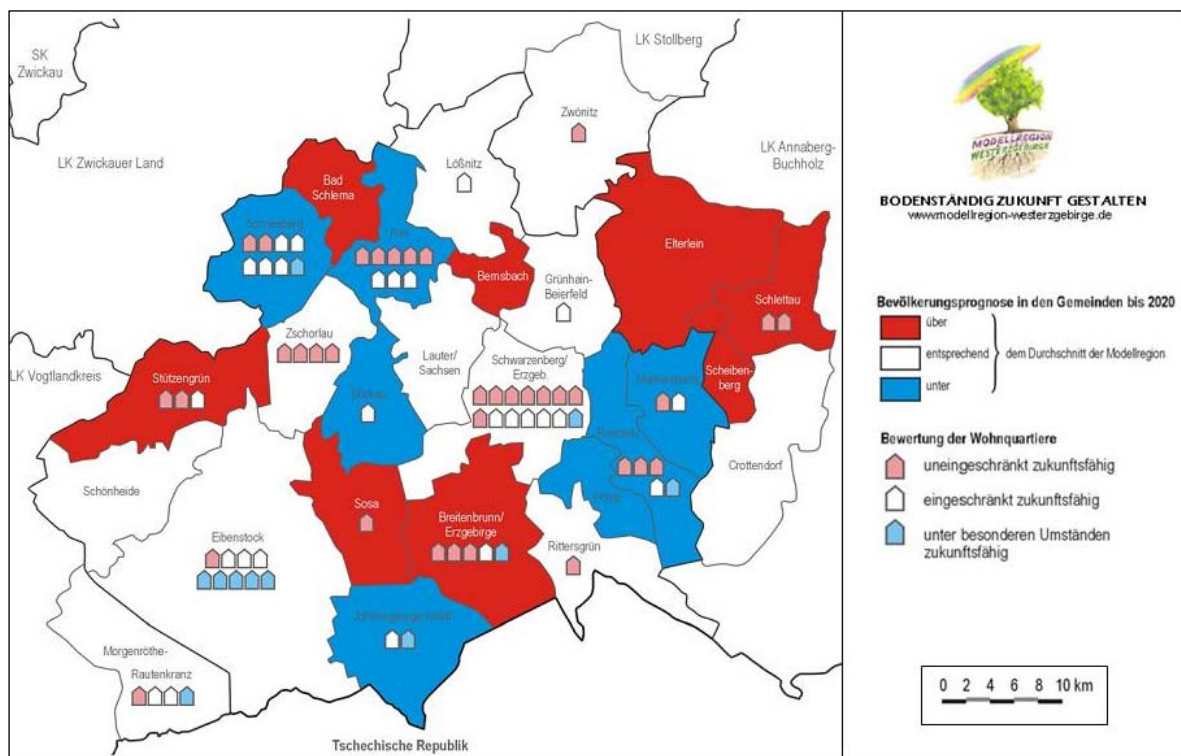 SK
Zwickau
LK Stollberg
Zwönitz
LK Zwickauer Land
LK Annaberg-
Buchholz
Lößnitz
Bad
Schlema
Schneeberg
Aue
Bernsbach
Elterlein
Grünhain-
Beierfeld
Schlettau
Zschorlau
Lauter/
Sachsen
Schwarzenberg/
Erzgeb.
Scheiben-
berg
LK Vogtlandkreis
Stützengrün
Bockau
Crottendorf
Schönheide
Sosa
Breitenbrunn/
Erzgebirge
Eibenstock
Rittersgrün
Johanngeorgenstadt
Morgenröthe-
Rautenkranz
Tschechische Republik
MODELLREGION
WESTERZGEBIRGE
BODENSTÄNDIG ZUKUNFT GESTALTEN
www.modellregion-westerzgebirge.de
Bevölkerungsprognose in den Gemeinden bis 2020
über
entsprechend
dem Durchschnitt der Modellregion
unter
Bewertung der Wohnquartiere
uneingeschränkt zukunftsfähig
eingeschränkt zukunftsfähig
unter besonderen Umständen
zukunftsfähig
0 2 4 6 8 10 km